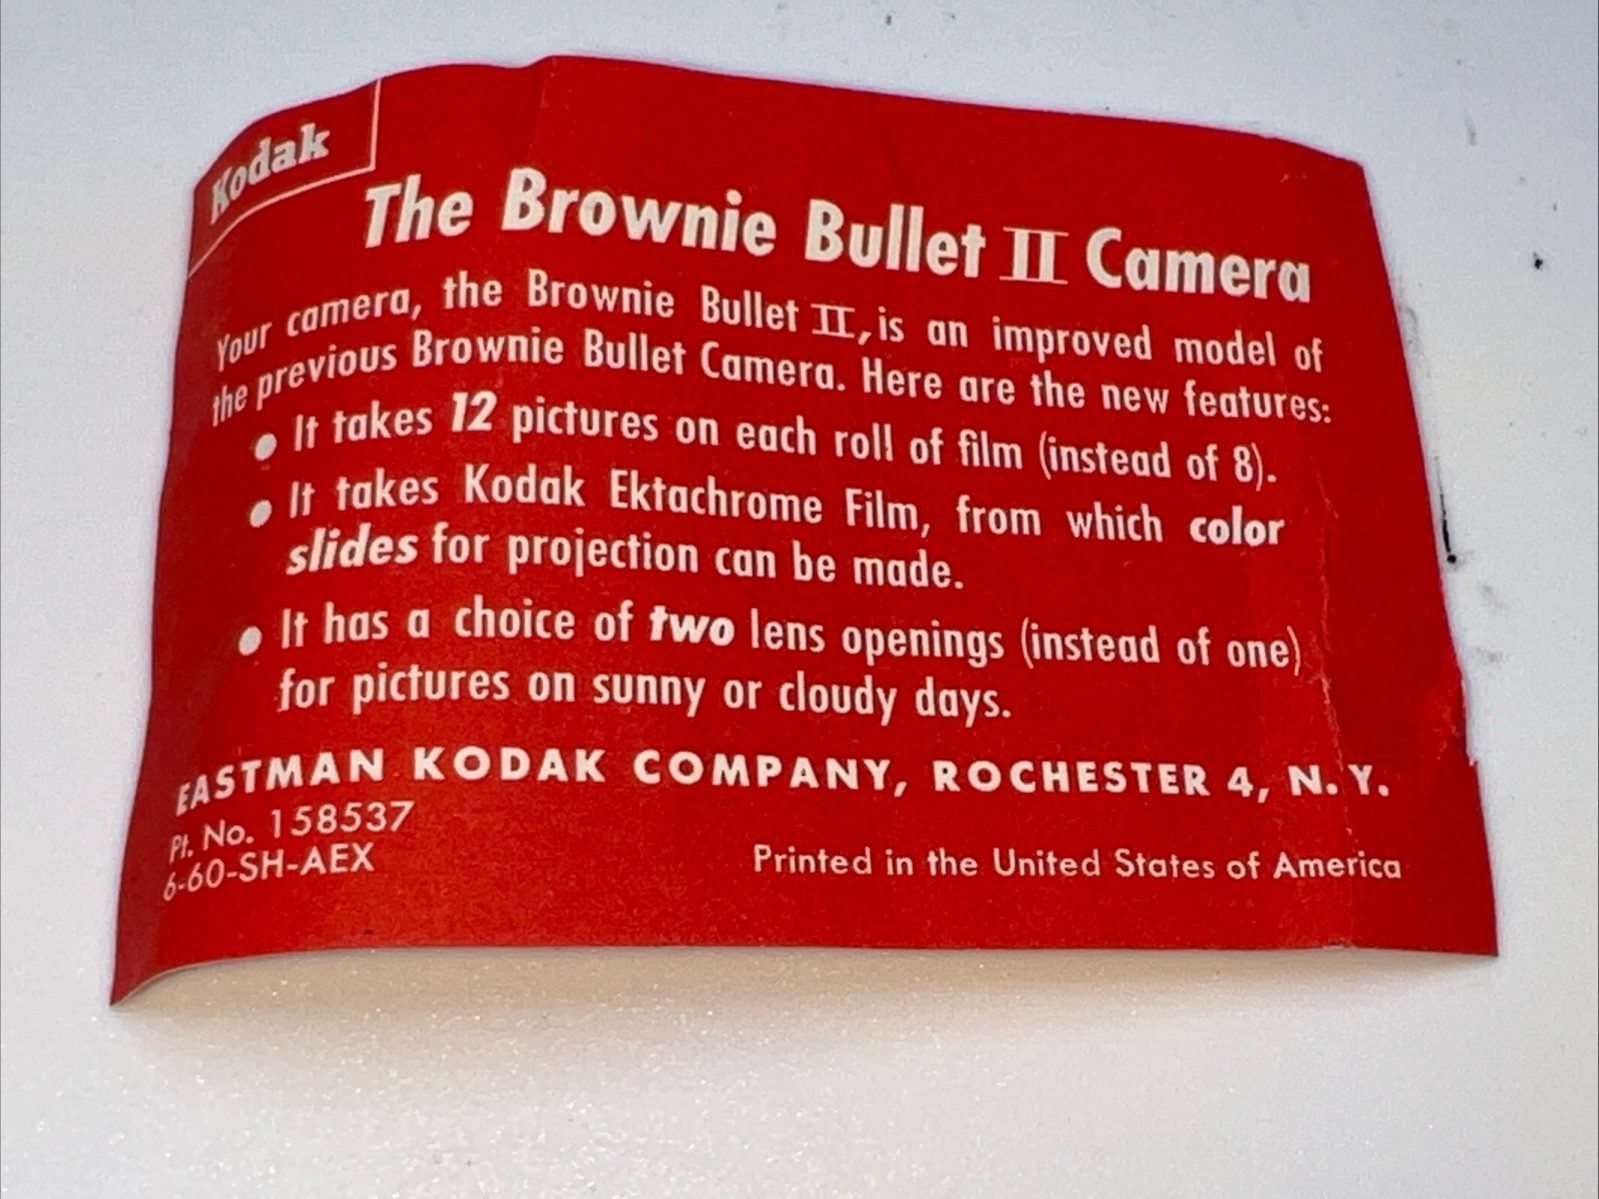 Kodak
The Brownie Bullet II Camera
Your camera, the Brownie Bullet II, is an improved model of
the previous Brownie Bullet Camera. Here are the new features:
● It takes 12 pictures on each roll of film (instead of 8).
● It takes Kodak Ektachrome Film, from which color
slides for projection can be made.
● It has a choice of two lens openings (instead of one)
for pictures on sunny or cloudy days.
EASTMAN KODAK COMPANY, ROCHESTER 4, N. Y.
Pt. No. 158537
6-60-SH-AEX
Printed in the United States of America